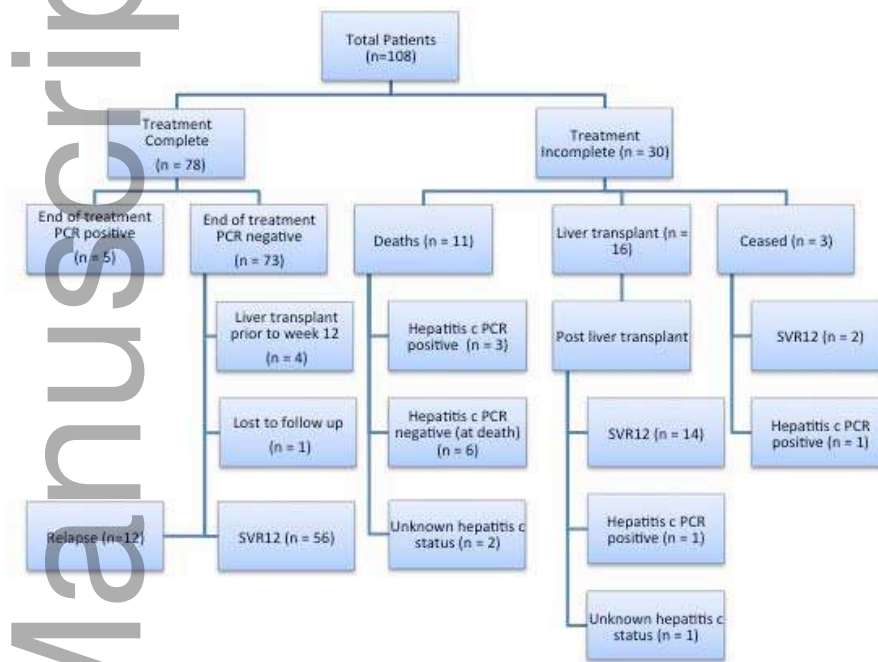 Manuscrip
Total Patients
(n=108)
Treatment
Complete
(n = 78)
Treatment
Incomplete (n = 30)
End of treatment
PCR positive
(n = 5)
End of treatment
PCR negative
(n = 73)
Deaths (n = 11)
Liver transplant (n =
16)
Ceased (n = 3)
Liver transplant
prior to week 12
(n = 4)
Hepatitis c PCR
positive (n = 3)
Post liver transplant
SVR12 (n = 2)
Lost to follow up
(n = 1)
Hepatitis c PCR
negative (at death)
(n = 6)
SVR12 (n = 14)
Hepatitis c PCR
positive (n = 1)
Relapse (n=12)
SVR12 (n = 56)
Unknown hepatitis c
status (n = 2)
Hepatitis c PCR
positive (n = 1)
Unknown hepatitis c
status (n = 1)